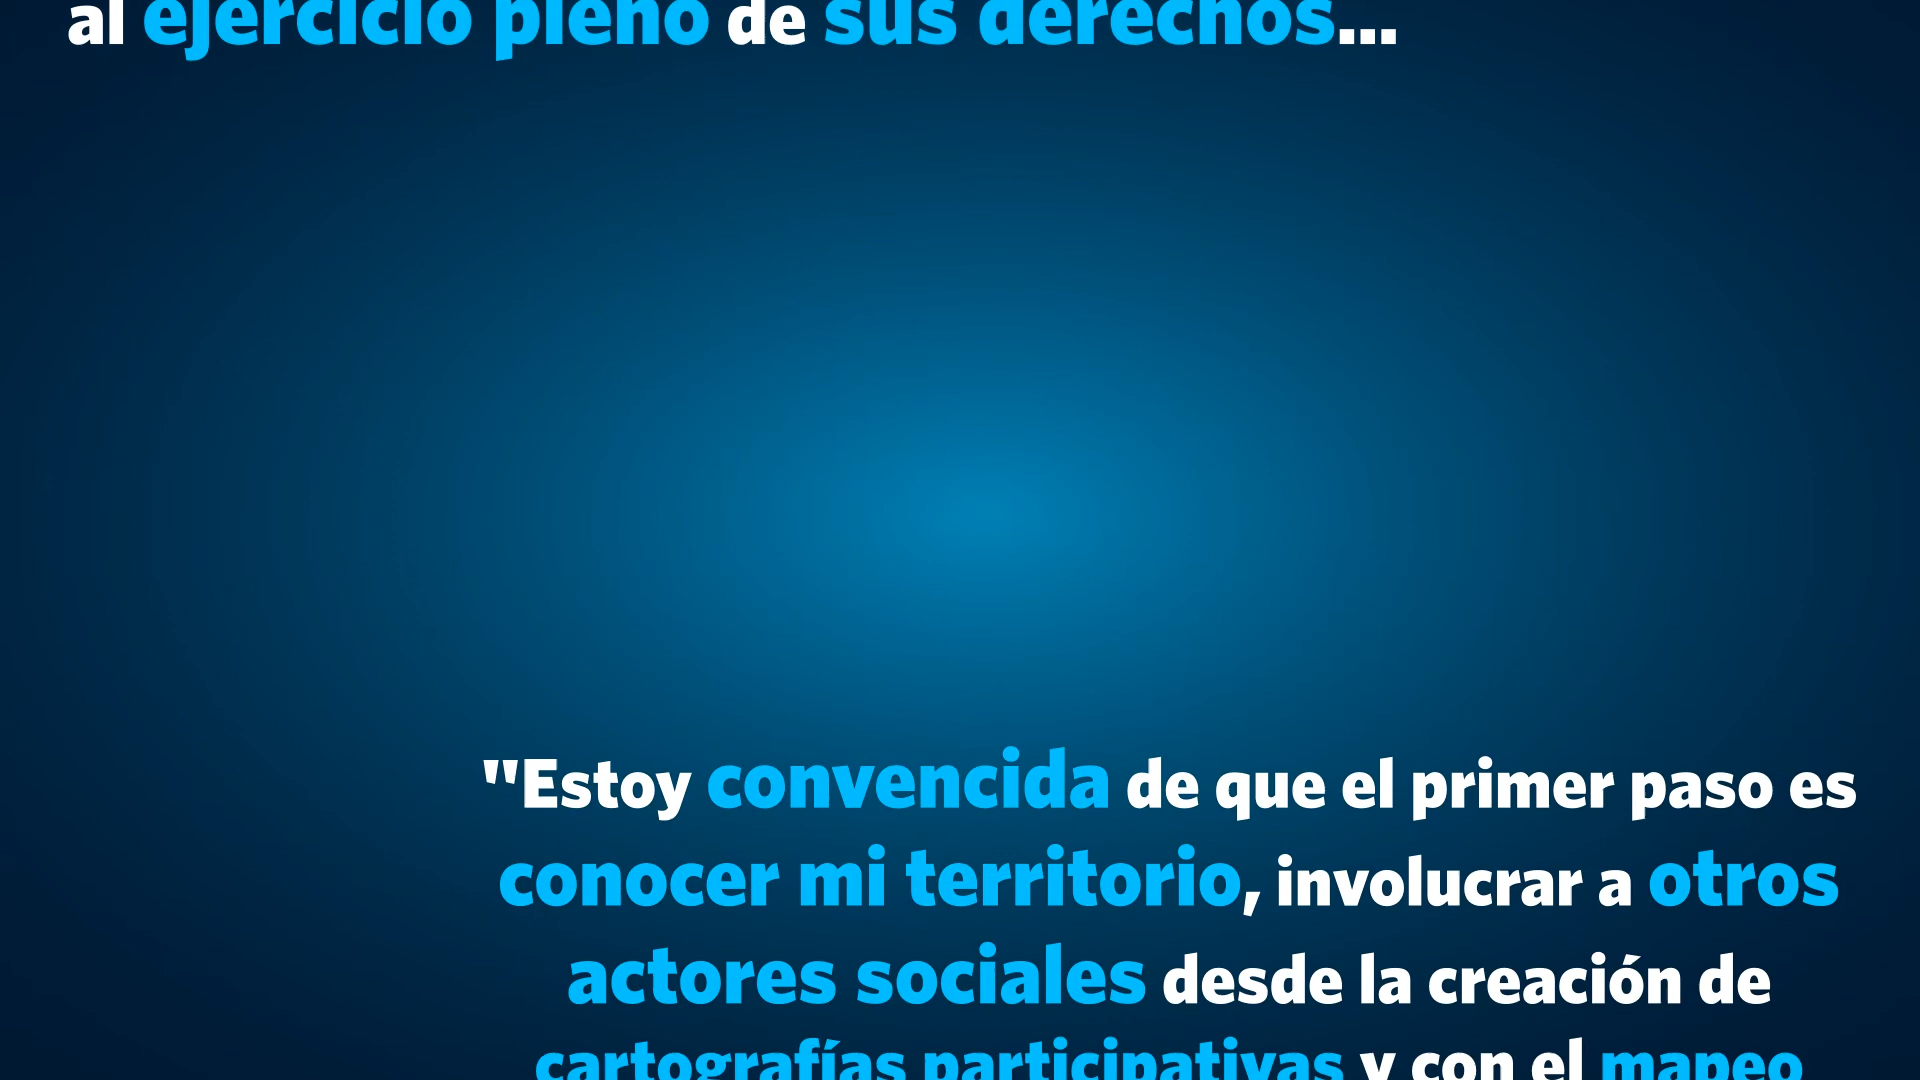 al ejercicio pleno de sus derechos...
"Estoy convencida de que el primer paso es
conocer mi territorio, involucrar a otros
actores sociales desde la creación de
cartografías participativas y con el mapeo